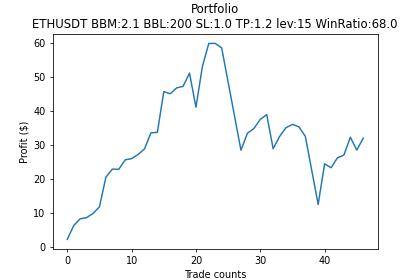 Portfolio
ETHUSDT BBM:2.1 BBL:200 SL:1.0 TP:1.2 lev:15 WinRatio:68.0
60
50
40
30
20
10
0
Profit ($)
0 10 20 30 40
Trade counts